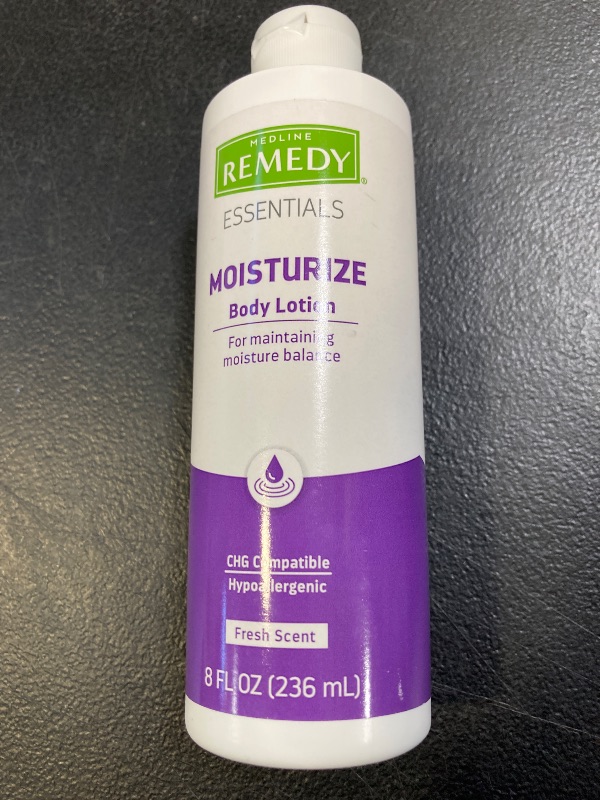 MEDLINE
REMEDY®
ESSENTIALS
MOISTURIZE
Body Lotion
For maintaining
moisture balance
CHG Compatible
Hypoallergenic
Fresh Scent
8 FL OZ (236 mL)